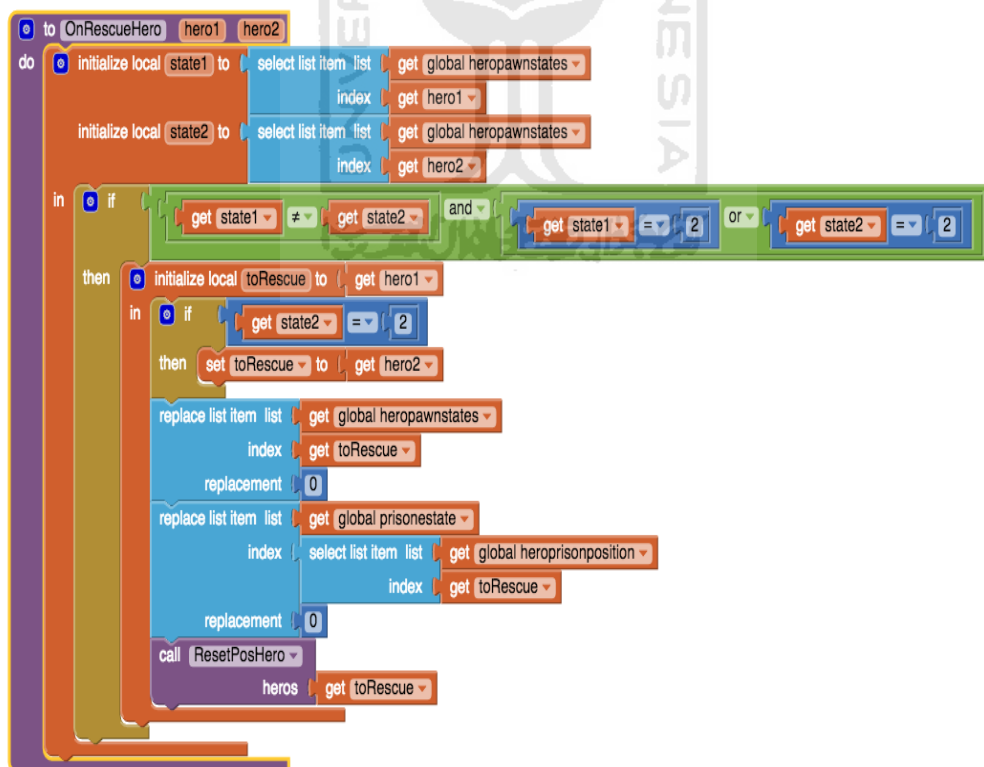 to OnRescueHero hero1 hero2
do initialize local state1 to select list item list get global heropawnstates
index get hero1
initialize local state2 to select list item list get global heropawnstates
index get hero2
in if get state1 ≠ get state2 and get state1 = 2 or get state2 = 2
then initialize local toRescue to get hero1
in if get state2 = 2
then set toRescue to get hero2
replace list item list get global heropawnstates
index get toRescue
replacement 0
replace list item list get global prisonestate
index select list item list get global heroprisonposition
index get toRescue
replacement 0
call ResetPosHero
heros get toRescue